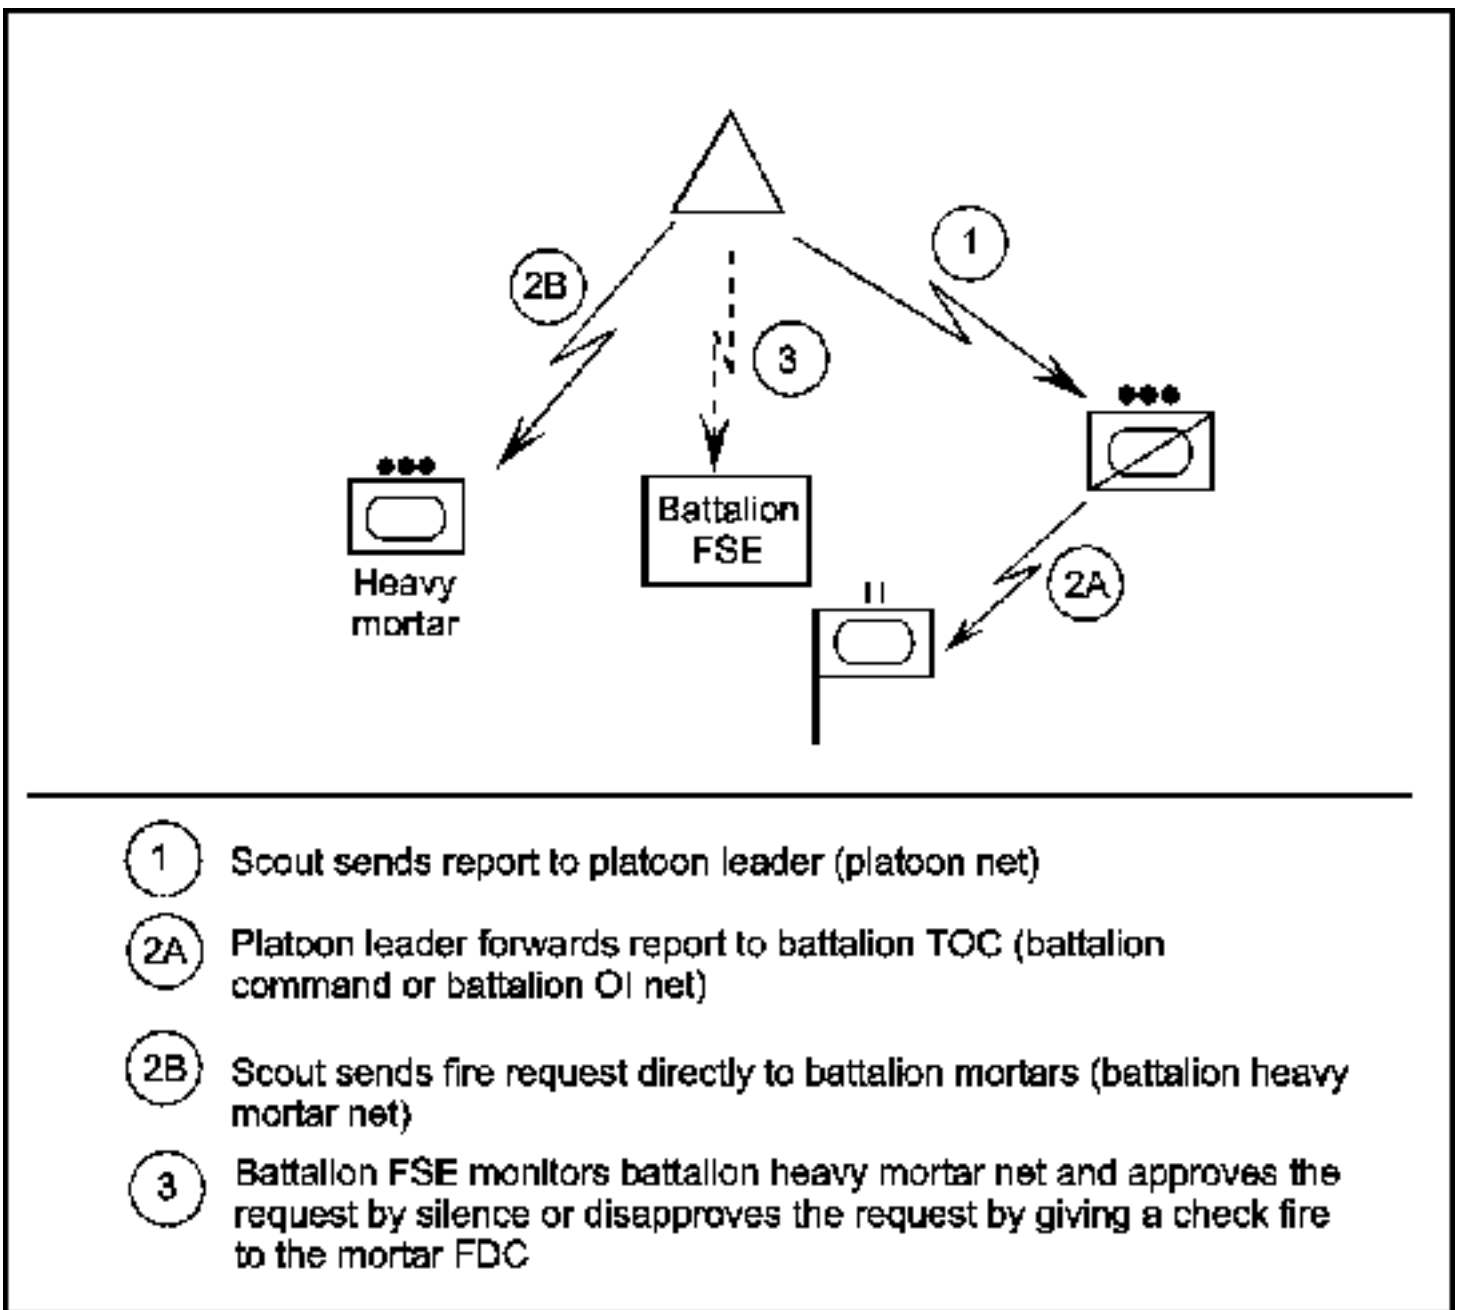 1
2B
3
Heavy
mortar
Battalion
FSE
2A
1 Scout sends report to platoon leader (platoon net)
2A Platoon leader forwards report to battalion TOC (battalion
command or battalion OI net)
2B Scout sends fire request directly to battalion mortars (battalion heavy
mortar net)
3 Battalion FSE monitors battalion heavy mortar net and approves the
request by silence or disapproves the request by giving a check fire
to the mortar FDC